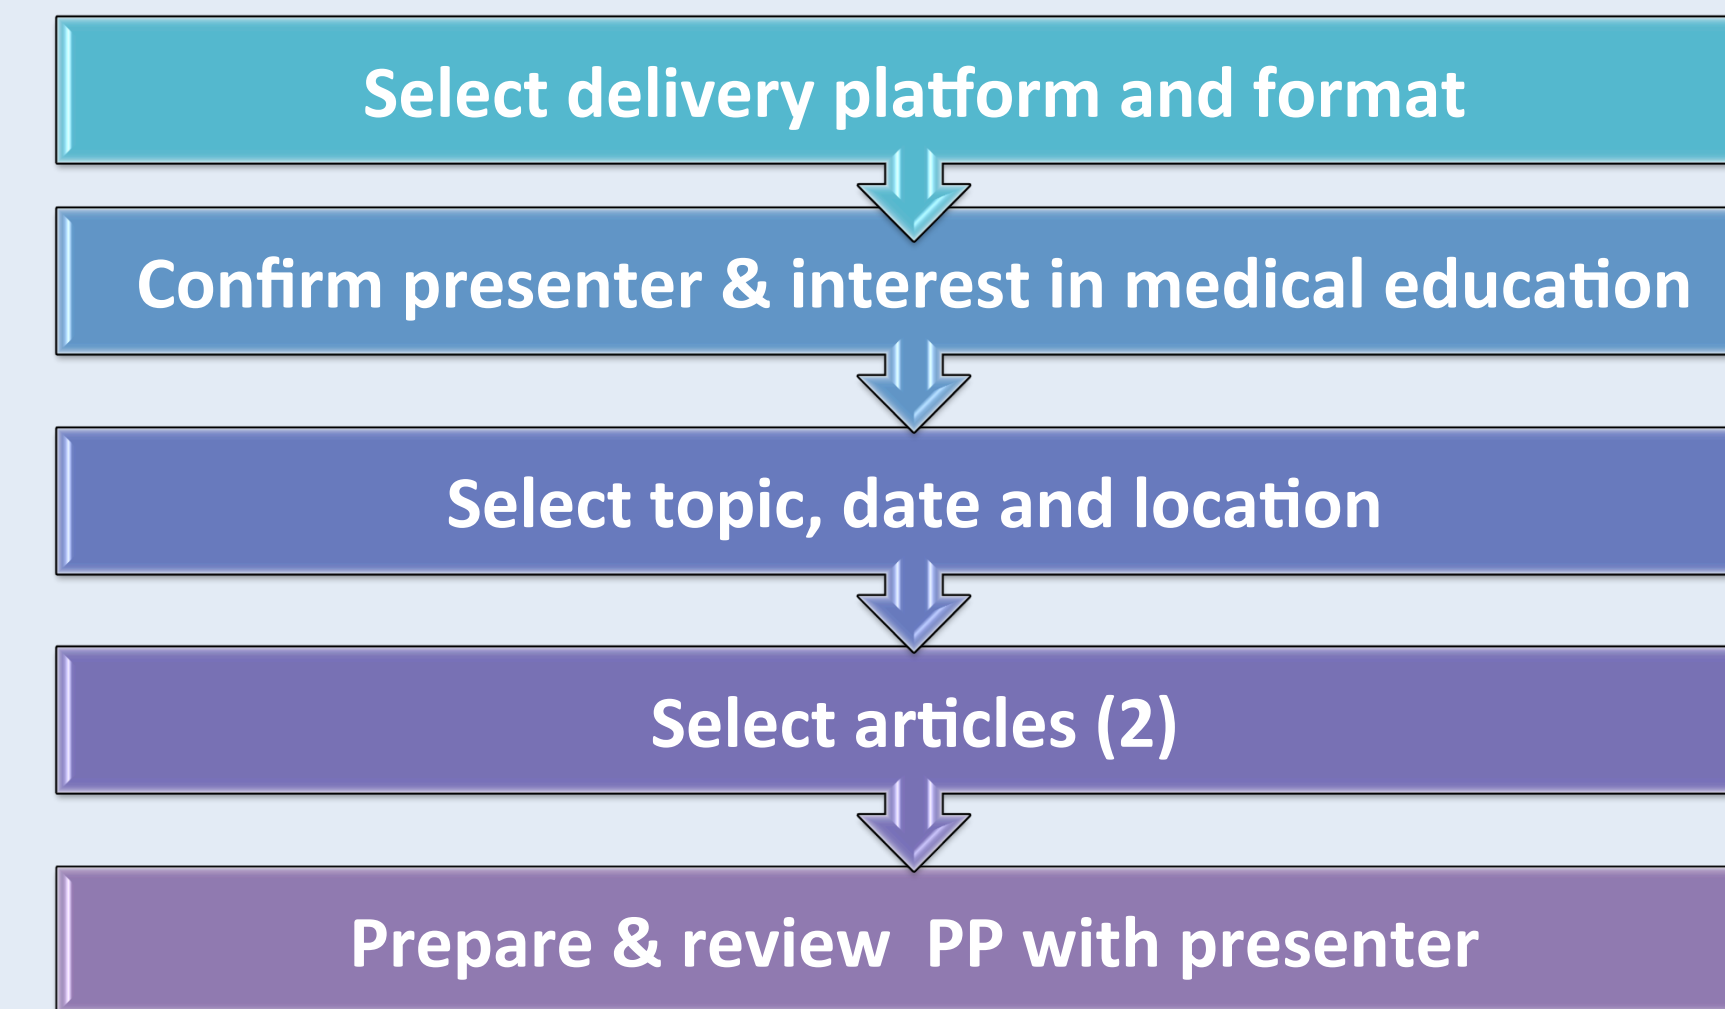 Select delivery platform and format
Confirm presenter & interest in medical education
Select topic, date and location
Select articles (2)
Prepare & review  PP with presenter